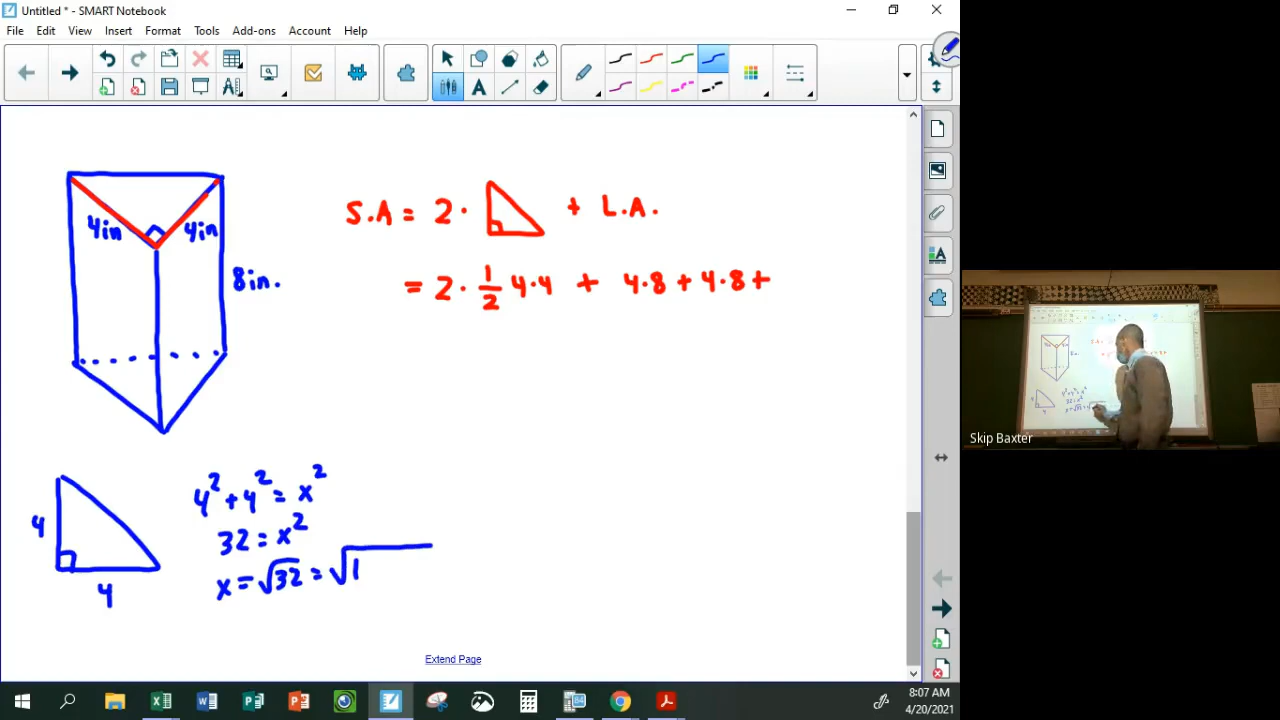 Untitled * - SMART Notebook
File Edit View Insert Format Tools Add-ons Account Help
4in 4in
8in.
S.A = 2 · + L.A.
= 2 · 1/2 4·4 + 4·8 + 4·8 +
4
4
4² + 4² = x²
32 = x²
x = √32 = √1
Extend Page
Skip Baxter
8:07 AM
4/20/2021